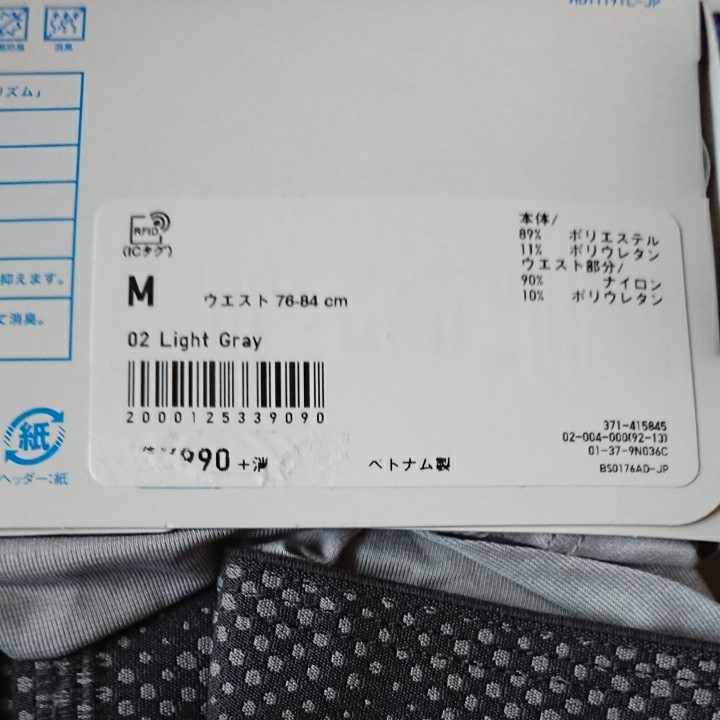 消臭
リズム」
抑えます。
て消臭。
紙
ヘッダー:紙
RFID
(ICタグ)
M ウエスト 76-84 cm
02 Light Gray
2000125339090
990 +消
ベトナム製
本体/
89% ポリエステル
11% ポリウレタン
ウエスト部分/
90% ナイロン
10% ポリウレタン
371-415845
02-004-000(92-13)
01-37-9N036C
BS0176AD-JP